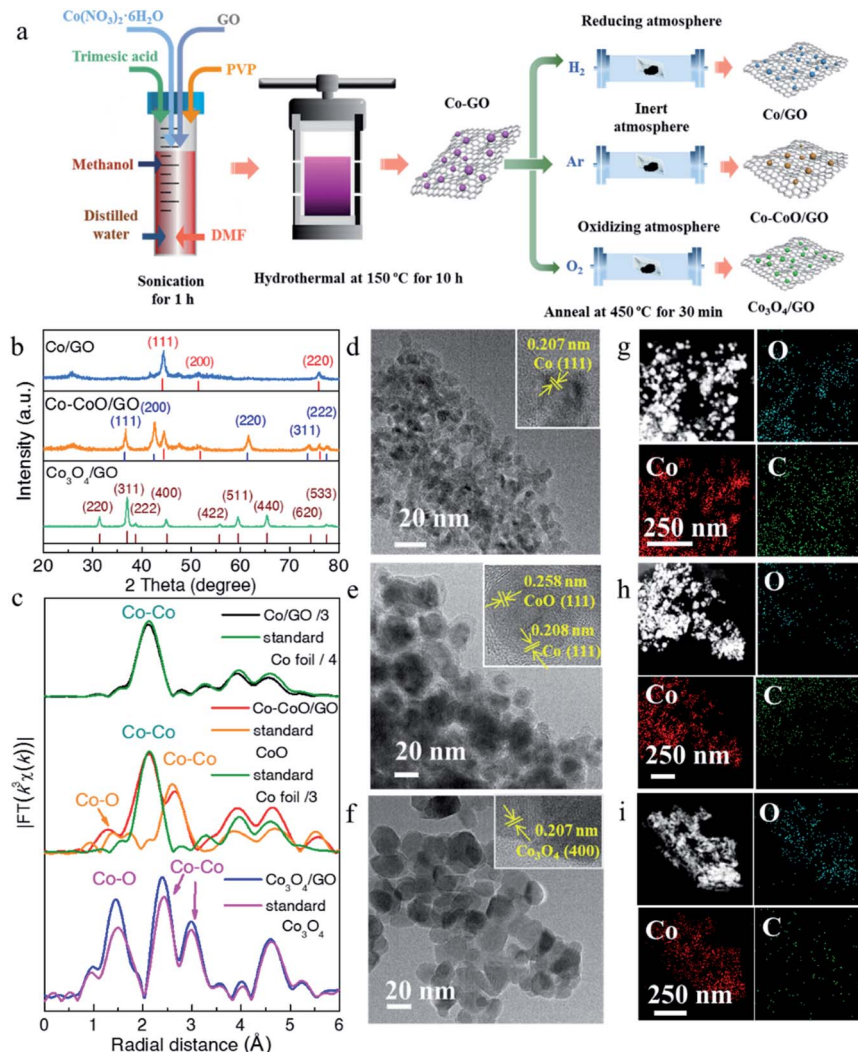 a
Co(NO₃)₂·6H₂O
GO
Trimesic acid
PVP
Methanol
Distilled
water
DMF
Sonication
for 1 h
Hydrothermal at 150 °C for 10 h
Co-GO
Reducing atmosphere
H₂
Co/GO
Inert
atmosphere
Ar
Co-CoO/GO
Oxidizing atmosphere
O₂
Co₃O₄/GO
Anneal at 450 °C for 30 min
b
Co/GO
(111)
(200)
(220)
Co-CoO/GO
(111)
(200)
(220)
(311)
(222)
Co₃O₄/GO
(220)
(311)
(222)
(400)
(422)
(511)
(440)
(620)
(533)
20 30 40 50 60 70 80
2 Theta (degree)
Intensity (a.u.)
c
Co-Co
Co/GO /3
standard
Co foil / 4
Co-CoO/GO
standard
CoO
standard
Co foil /3
Co-Co
Co-Co
Co-O
Co-O
Co-Co
Co₃O₄/GO
standard
Co₃O₄
0 1 2 3 4 5 6
Radial distance (Å)
|FT(k³χ(k))|
d
0.207 nm
Co (111)
20 nm
e
0.258 nm
CoO (111)
0.208 nm
Co (111)
20 nm
f
0.207 nm
Co₃O₄ (400)
20 nm
g
O
Co
C
250 nm
h
O
Co
C
250 nm
i
O
Co
C
250 nm